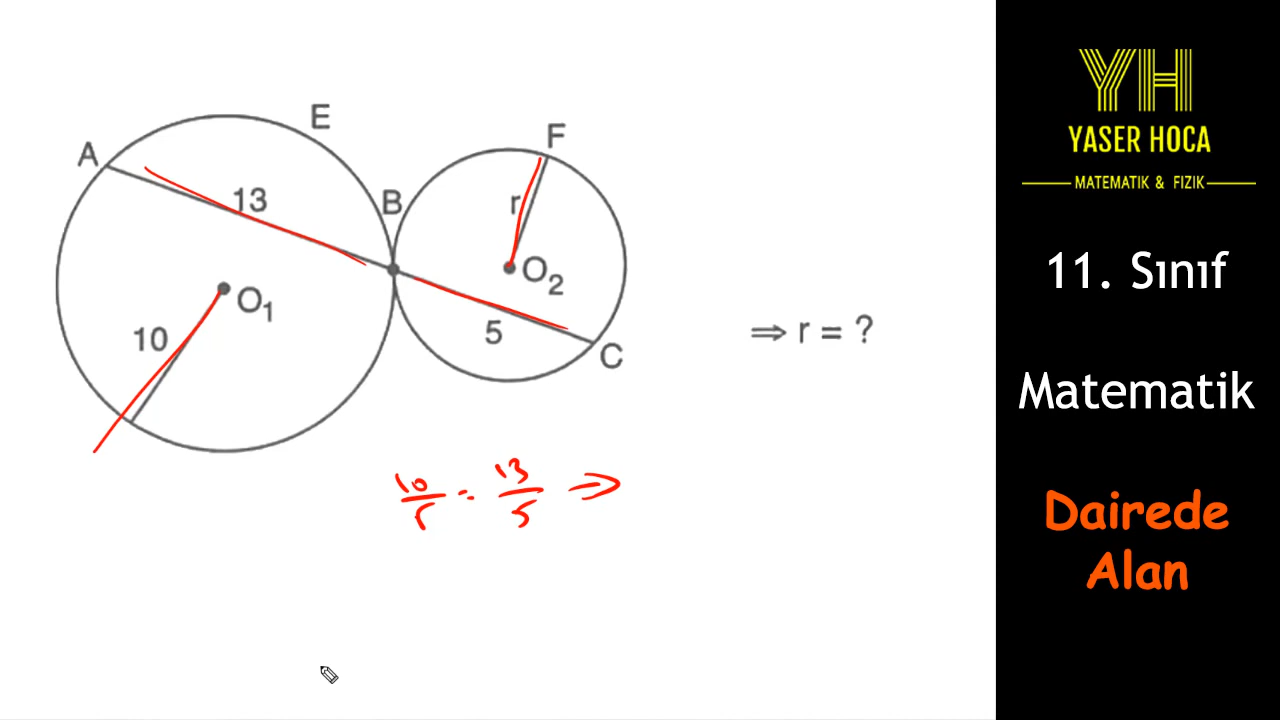 E
F
A
13
B
r
O₂
O₁
10
5
C
⇒ r = ?
10/r = 13/5 ⇒
YH
YASER HOCA
MATEMATIK & FIZIK
11. Sınıf
Matematik
Dairede
Alan